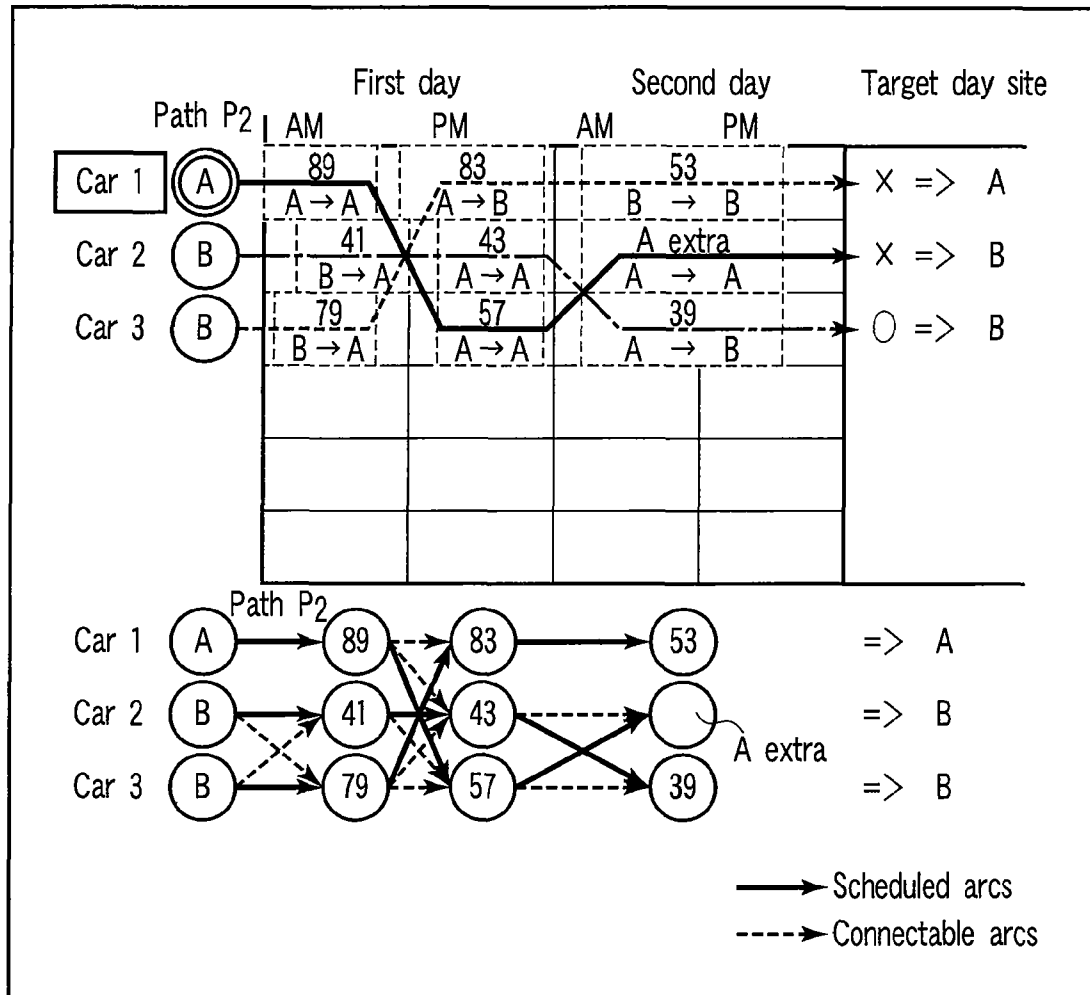 First day Second day Target day site
Path P2 AM PM AM PM
Car 1 A 89 83 53 X => A
A → A A → B B → B
Car 2 B 41 43 A extra X => B
B → A A → A A → A
Car 3 B 79 57 39 O => B
B → A A → A A → B
Path P2
Car 1 A 89 83 53 => A
Car 2 B 41 43 => B
A extra
Car 3 B 79 57 39 => B
Scheduled arcs
Connectable arcs